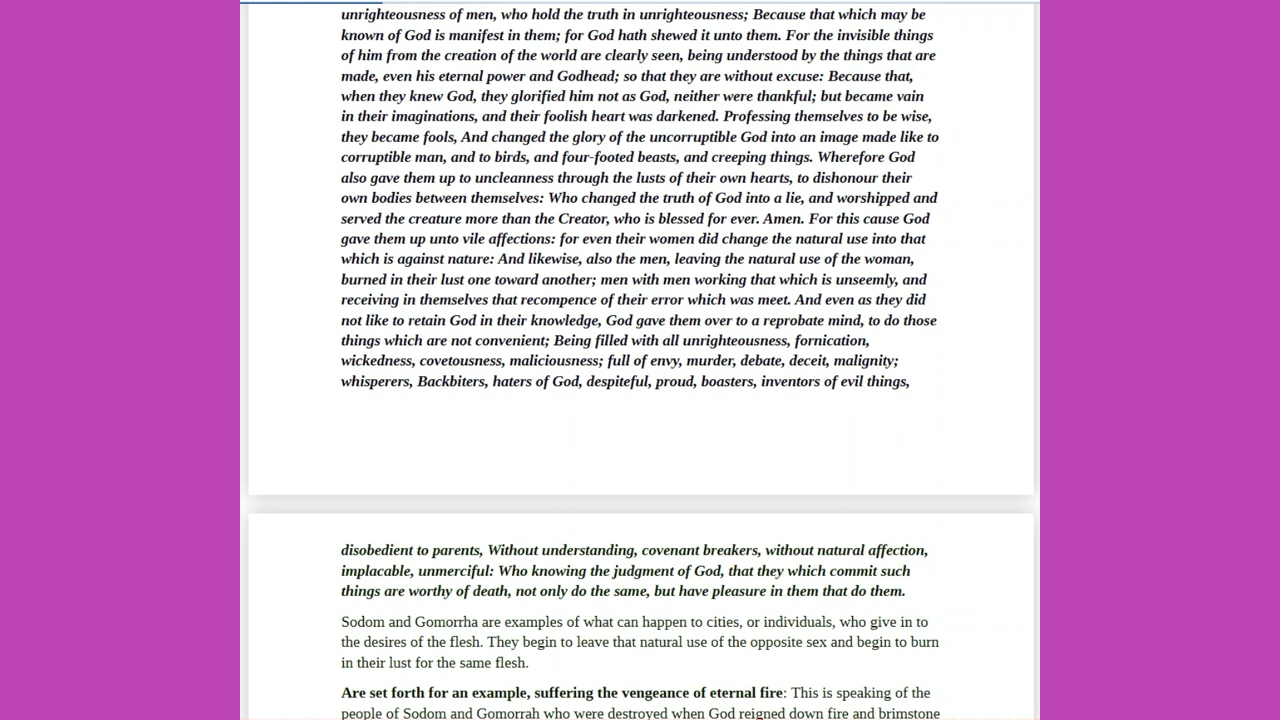 unrighteousness of men, who hold the truth in unrighteousness; Because that which may be
known of God is manifest in them; for God hath shewed it unto them. For the invisible things
of him from the creation of the world are clearly seen, being understood by the things that are
made, even his eternal power and Godhead; so that they are without excuse: Because that,
when they knew God, they glorified him not as God, neither were thankful; but became vain
in their imaginations, and their foolish heart was darkened. Professing themselves to be wise,
they became fools, And changed the glory of the uncorruptible God into an image made like to
corruptible man, and to birds, and four-footed beasts, and creeping things. Wherefore God
also gave them up to uncleanness through the lusts of their own hearts, to dishonour their
own bodies between themselves: Who changed the truth of God into a lie, and worshipped and
served the creature more than the Creator, who is blessed for ever. Amen. For this cause God
gave them up unto vile affections: for even their women did change the natural use into that
which is against nature: And likewise, also the men, leaving the natural use of the woman,
burned in their lust one toward another; men with men working that which is unseemly, and
receiving in themselves that recompence of their error which was meet. And even as they did
not like to retain God in their knowledge, God gave them over to a reprobate mind, to do those
things which are not convenient; Being filled with all unrighteousness, fornication,
wickedness, covetousness, maliciousness; full of envy, murder, debate, deceit, malignity;
whisperers, Backbiters, haters of God, despiteful, proud, boasters, inventors of evil things,
disobedient to parents, Without understanding, covenant breakers, without natural affection,
implacable, unmerciful: Who knowing the judgment of God, that they which commit such
things are worthy of death, not only do the same, but have pleasure in them that do them.
Sodom and Gomorrha are examples of what can happen to cities, or individuals, who give in to
the desires of the flesh. They begin to leave that natural use of the opposite sex and begin to burn
in their lust for the same flesh.
Are set forth for an example, suffering the vengeance of eternal fire: This is speaking of the
people of Sodom and Gomorrah who were destroyed when God reigned down fire and brimstone